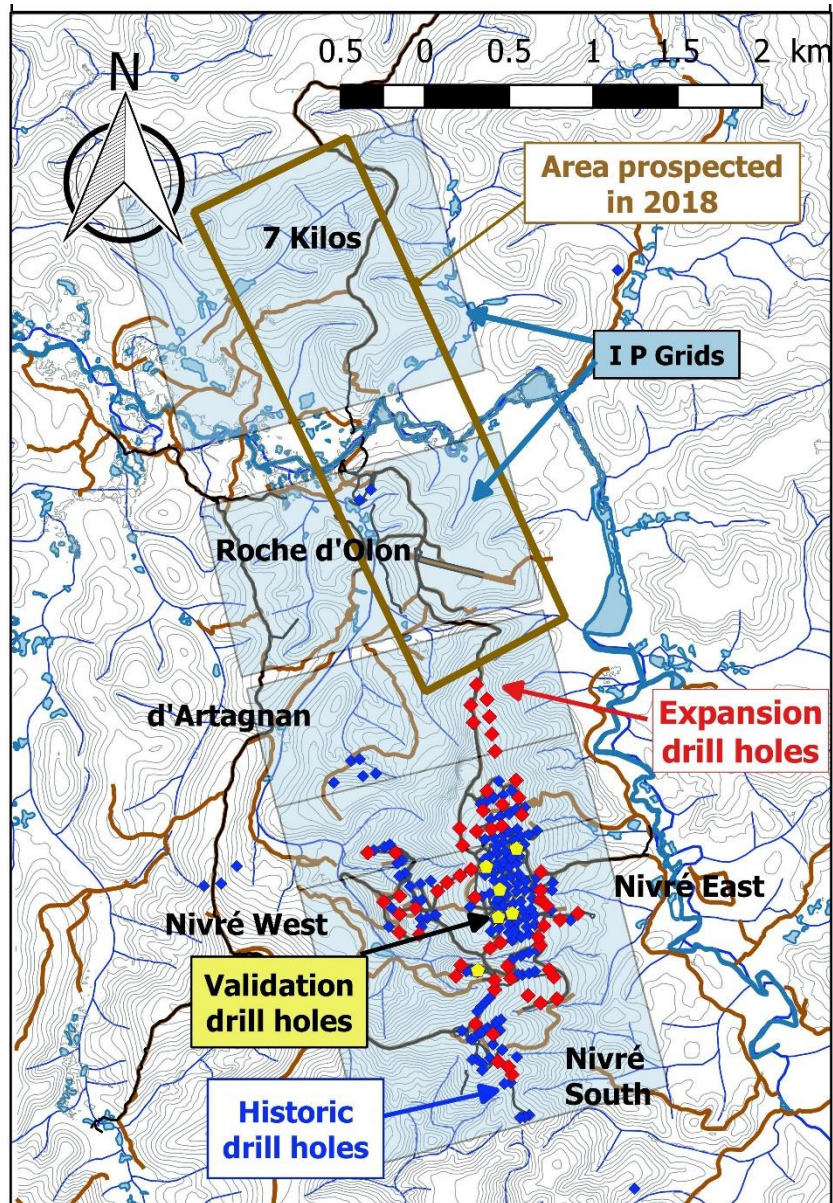 0.5 0 0.5 1 1.5 2 km
N
Area prospected
in 2018
7 Kilos
I P Grids
Roche d'Olon
d'Artagnan
Expansion
drill holes
Nivré East
Nivré West
Validation
drill holes
Nivré
South
Historic
drill holes